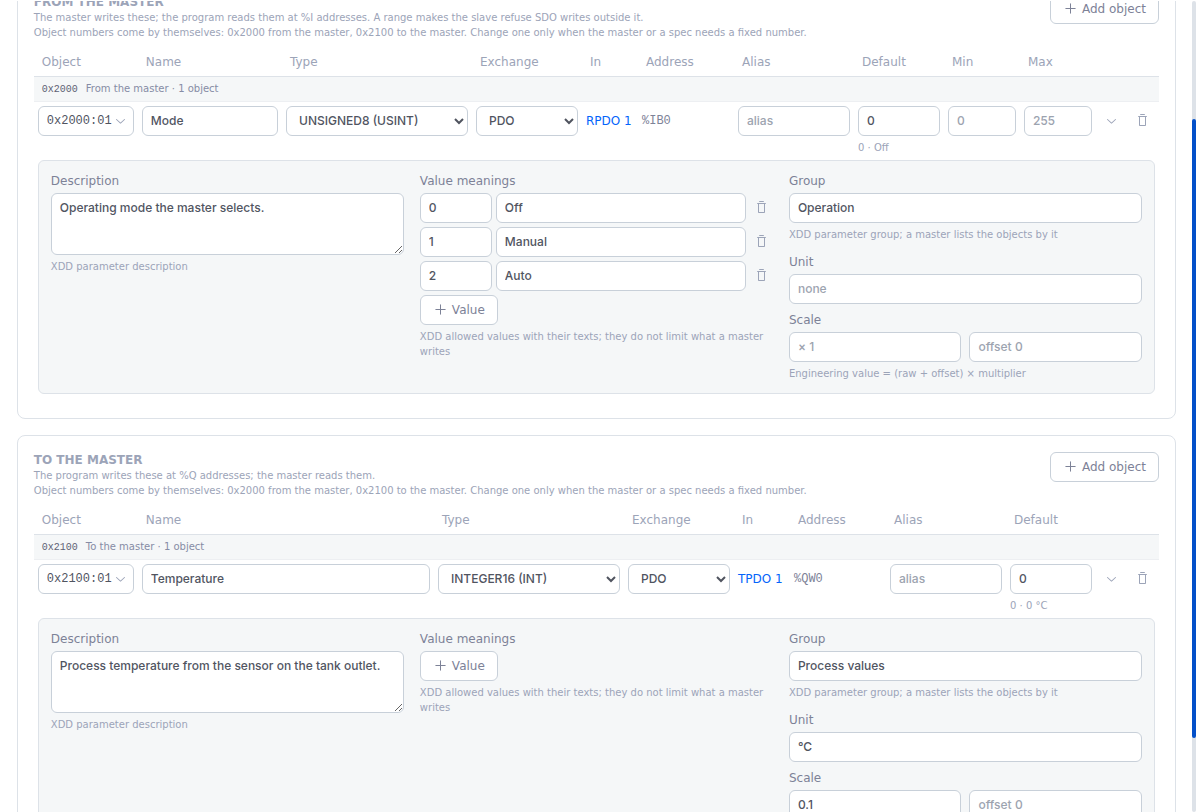 FROM THE MASTER
The master writes these; the program reads them at %I addresses. A range makes the slave refuse SDO writes outside it.
Object numbers come by themselves: 0x2000 from the master, 0x2100 to the master. Change one only when the master or a spec needs a fixed number.
+ Add object
Object Name Type Exchange In Address Alias Default Min Max
0x2000 From the master · 1 object
0x2000:01 Mode UNSIGNED8 (USINT) PDO RPDO 1 %IB0 alias 0 0 255
0 · Off
Description
Operating mode the master selects.
XDD parameter description
Value meanings
0 Off
1 Manual
2 Auto
+ Value
XDD allowed values with their texts; they do not limit what a master
writes
Group
Operation
XDD parameter group; a master lists the objects by it
Unit
none
Scale
× 1 offset 0
Engineering value = (raw + offset) × multiplier
TO THE MASTER
The program writes these at %Q addresses; the master reads them.
Object numbers come by themselves: 0x2000 from the master, 0x2100 to the master. Change one only when the master or a spec needs a fixed number.
+ Add object
Object Name Type Exchange In Address Alias Default
0x2100 To the master · 1 object
0x2100:01 Temperature INTEGER16 (INT) PDO TPDO 1 %QW0 alias 0
0 · 0 °C
Description
Process temperature from the sensor on the tank outlet.
XDD parameter description
Value meanings
+ Value
XDD allowed values with their texts; they do not limit what a master
writes
Group
Process values
XDD parameter group; a master lists the objects by it
Unit
°C
Scale
0.1 offset 0